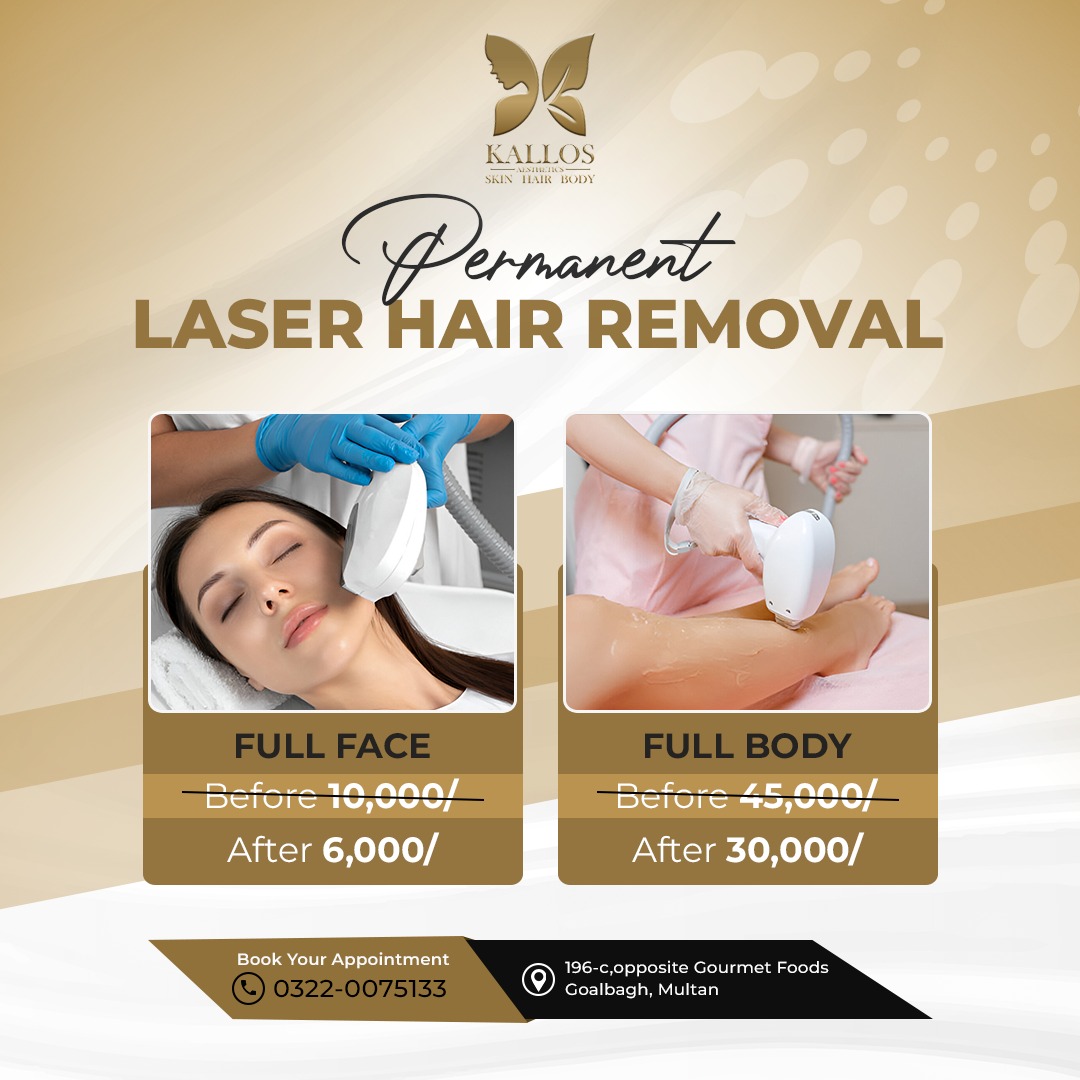 KALLOS
AESTHETICS
SKIN HAIR BODY
Permanent
LASER HAIR REMOVAL
FULL FACE
Before 10,000/
After 6,000/
FULL BODY
Before 45,000/
After 30,000/
Book Your Appointment
0322-0075133
196-c,opposite Gourmet Foods
Goalbagh, Multan